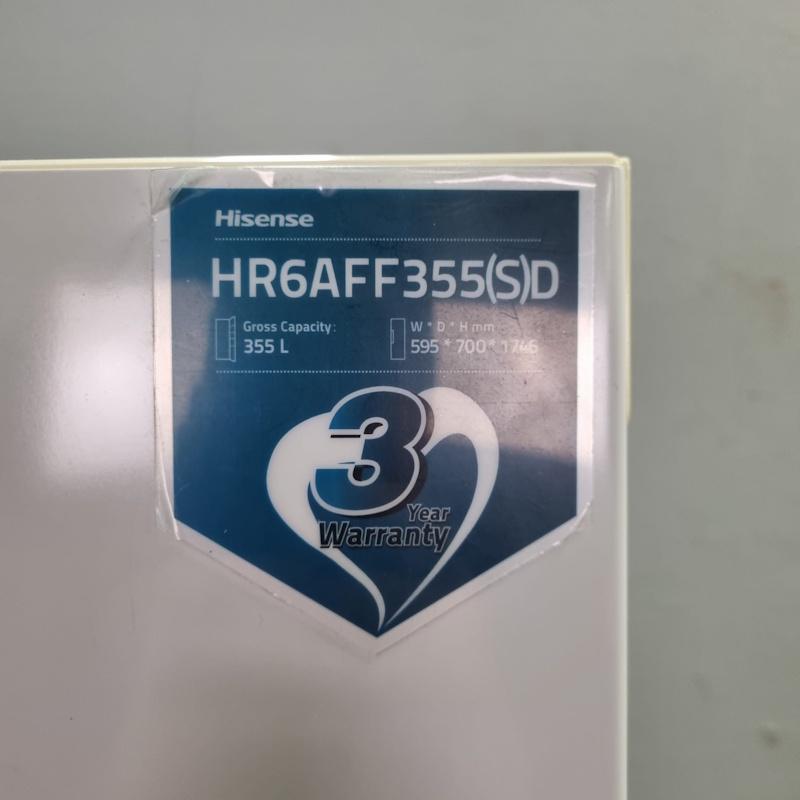 Hisense
HR6AFF355(S)D
Gross Capacity:
355 L
W * D * H mm
595 * 700 * 1746
3
Year
Warranty